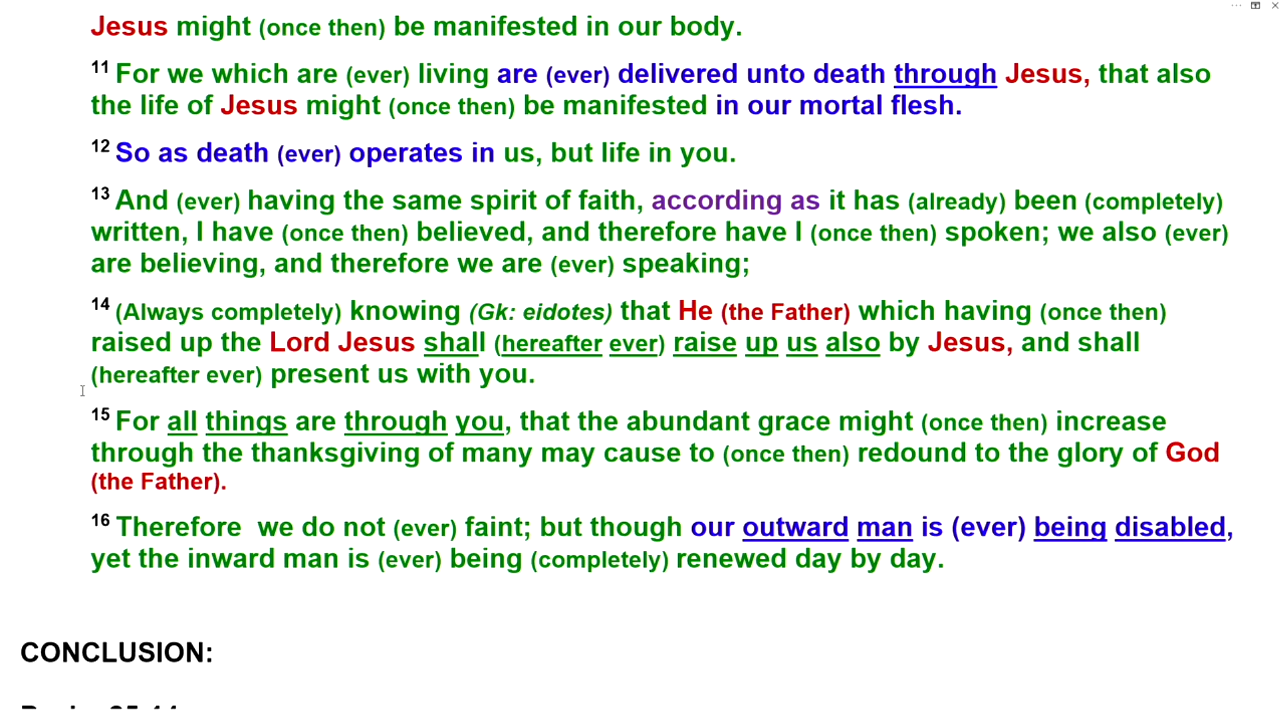 Jesus might (once then) be manifested in our body.
11 For we which are (ever) living are (ever) delivered unto death through Jesus, that also
the life of Jesus might (once then) be manifested in our mortal flesh.
12 So as death (ever) operates in us, but life in you.
13 And (ever) having the same spirit of faith, according as it has (already) been (completely)
written, I have (once then) believed, and therefore have I (once then) spoken; we also (ever)
are believing, and therefore we are (ever) speaking;
14 (Always completely) knowing (Gk: eidotes) that He (the Father) which having (once then)
raised up the Lord Jesus shall (hereafter ever) raise up us also by Jesus, and shall
(hereafter ever) present us with you.
15 For all things are through you, that the abundant grace might (once then) increase
through the thanksgiving of many may cause to (once then) redound to the glory of God
(the Father).
16 Therefore we do not (ever) faint; but though our outward man is (ever) being disabled,
yet the inward man is (ever) being (completely) renewed day by day.
CONCLUSION: